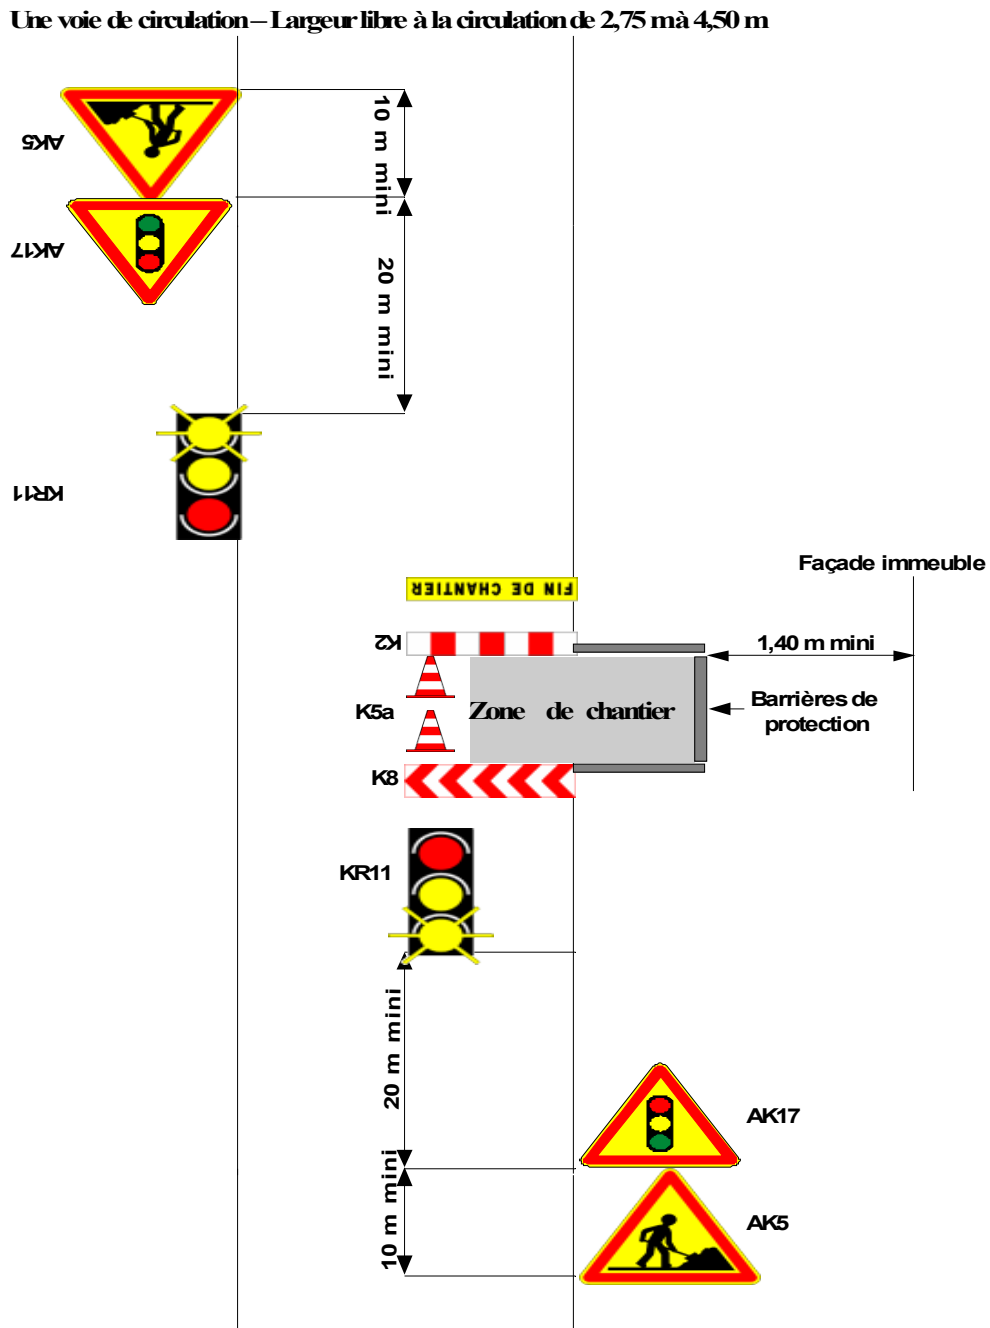 Une voie de circulation – Largeur libre à la circulation de 2,75 m à 4,50 m
10 m mini
AK5
AK17
20 m mini
KR11
Façade immeuble
FIN DE CHANTIER
K2
1,40 m mini
K5a
Zone de chantier
Barrières de
protection
K8
KR11
20 m mini
AK17
10 m mini
AK5